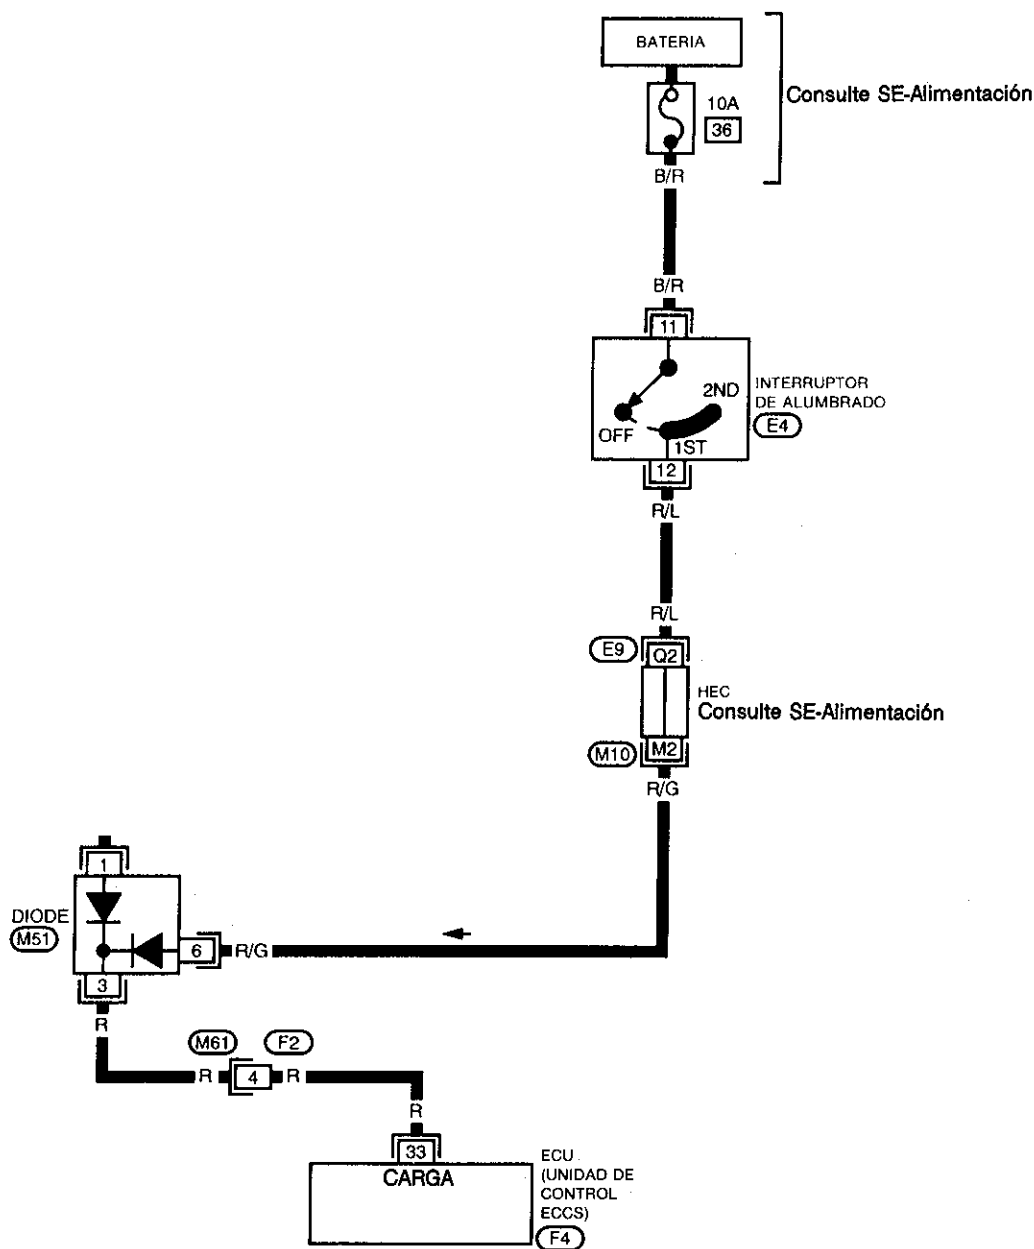 BATERIA
Consulte SE-Alimentación
10A
36
B/R
B/R
11
2ND
OFF
1ST
INTERRUPTOR
DE ALUMBRADO
E4
12
R/L
R/L
E9
Q2
HEC
Consulte SE-Alimentación
M10
M2
R/G
1
DIODE
M51
6
R/G
3
R
M61
F2
R
4
R
R
33
CARGA
ECU
(UNIDAD DE
CONTROL
ECCS)
F4